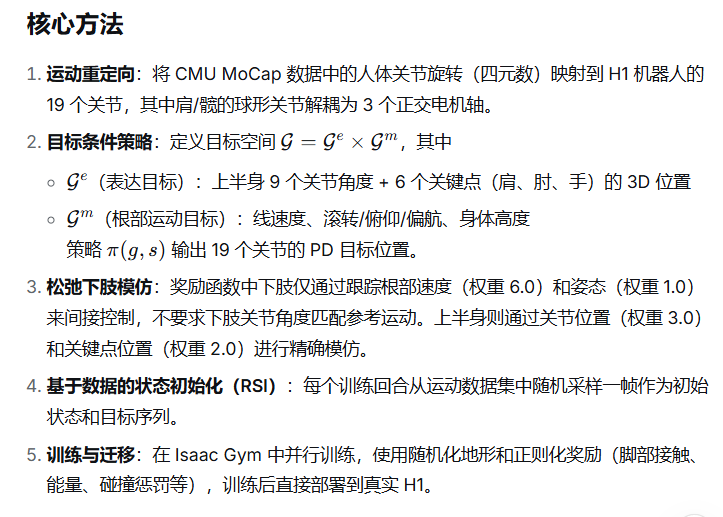 核心方法
1. 运动重定向：将 CMU MoCap 数据中的人体关节旋转（四元数）映射到 H1 机器人的
19 个关节，其中肩/髋的球形关节解耦为 3 个正交电机轴。
2. 目标条件策略：定义目标空间 𝒢 = 𝒢ᵉ × 𝒢ᵐ，其中
◦ 𝒢ᵉ（表达目标）：上半身 9 个关节角度 + 6 个关键点（肩、肘、手）的 3D 位置
◦ 𝒢ᵐ（根部运动目标）：线速度、滚转/俯仰/偏航、身体高度
策略 π(g, s) 输出 19 个关节的 PD 目标位置。
3. 松弛下肢模仿：奖励函数中下肢仅通过跟踪根部速度（权重 6.0）和姿态（权重 1.0）
来间接控制，不要求下肢关节角度匹配参考运动。上半身则通过关节位置（权重 3.0）
和关键点位置（权重 2.0）进行精确模仿。
4. 基于数据的状态初始化（RSI）：每个训练回合从运动数据集中随机采样一帧作为初始
状态和目标序列。
5. 训练与迁移：在 Isaac Gym 中并行训练，使用随机化地形和正则化奖励（脚部接触、
能量、碰撞惩罚等），训练后直接部署到真实 H1。